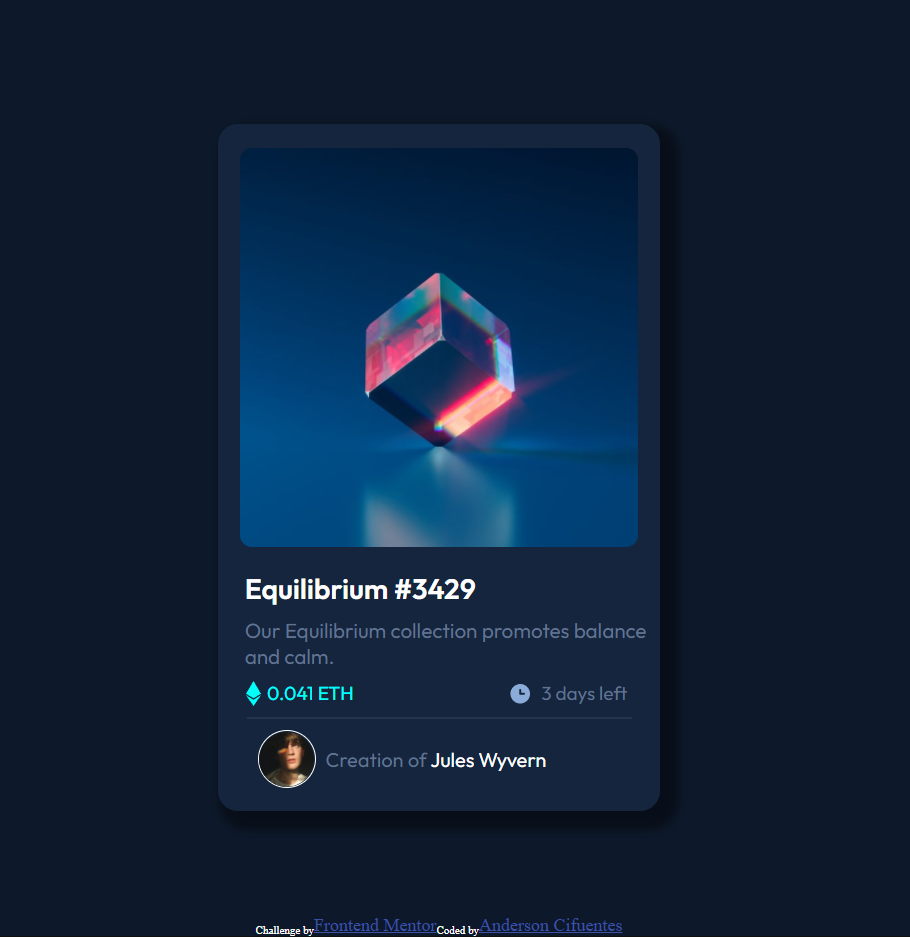 Equilibrium #3429
Our Equilibrium collection promotes balance
and calm.
0.041 ETH 3 days left
Creation of Jules Wyvern
Challenge by Frontend Mentor Coded by Anderson Cifuentes